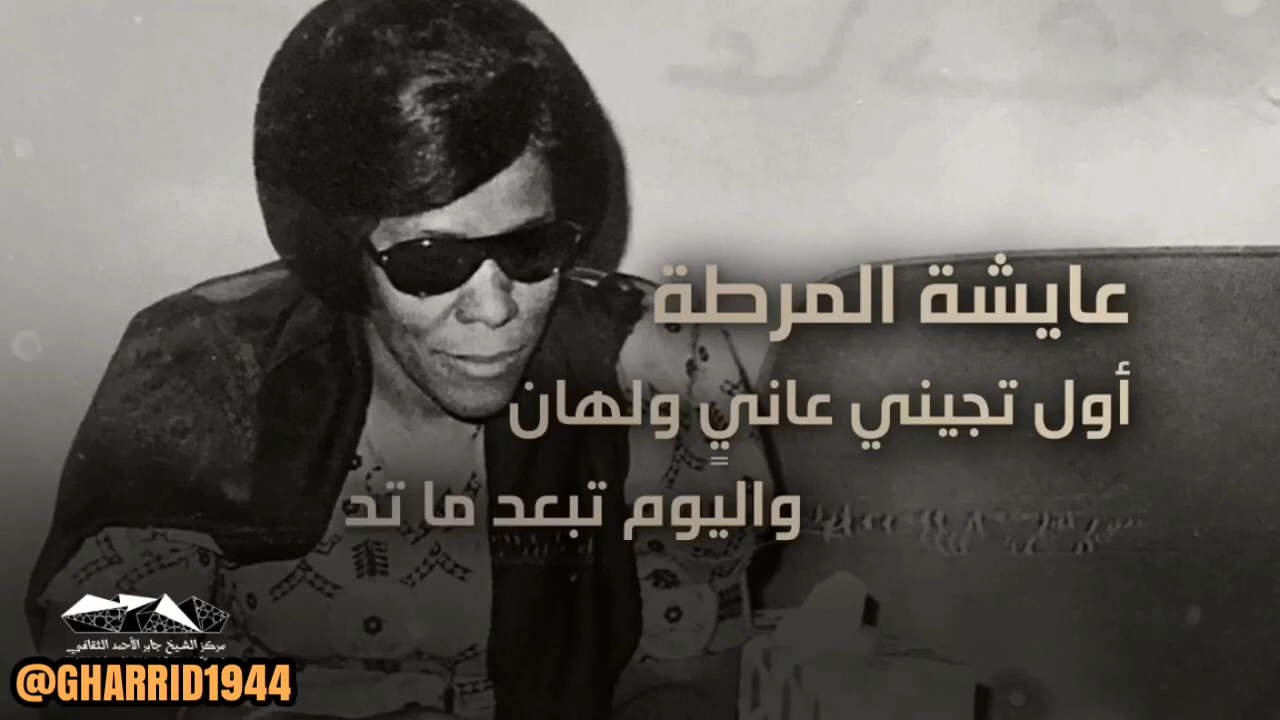 عايشة المرطة
أول تجيني عانيٍ ولهان
واليوم تبعد ما تد
مركز الشيخ جابر الأحمد الثقافي
@GHARRID1944